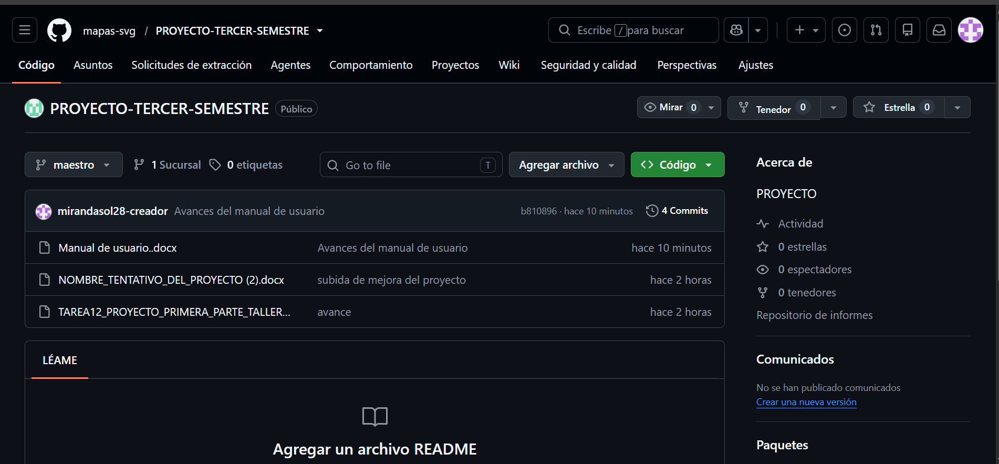 mapas-svg / PROYECTO-TERCER-SEMESTRE
Escribe / para buscar
Código Asuntos Solicitudes de extracción Agentes Comportamiento Proyectos Wiki Seguridad y calidad Perspectivas Ajustes
PROYECTO-TERCER-SEMESTRE Público
Mirar 0 Tenedor 0 Estrella 0
maestro 1 Sucursal 0 etiquetas
Go to file T
Agregar archivo
<> Código
mirandasol28-creador Avances del manual de usuario b810896 · hace 10 minutos 4 Commits
Manual de usuario..docx Avances del manual de usuario hace 10 minutos
NOMBRE_TENTATIVO_DEL_PROYECTO (2).docx subida de mejora del proyecto hace 2 horas
TAREA12_PROYECTO_PRIMERA_PARTE_TALLER... avance hace 2 horas
LÉAME
Agregar un archivo README
Acerca de
PROYECTO
Actividad
0 estrellas
0 espectadores
0 tenedores
Repositorio de informes
Comunicados
No se han publicado comunicados
Crear una nueva versión
Paquetes